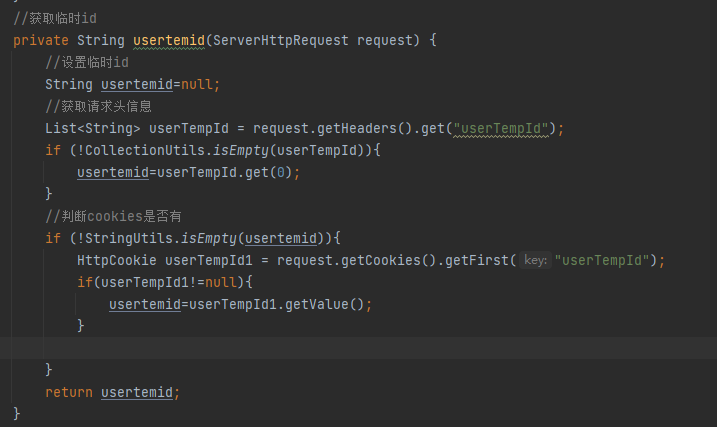 //获取临时id
private String usertemid(ServerHttpRequest request) {
//设置临时id
String usertemid=null;
//获取请求头信息
List<String> userTempId = request.getHeaders().get("userTempId");
if (!CollectionUtils.isEmpty(userTempId)){
usertemid=userTempId.get(0);
}
//判断cookies是否有
if (!StringUtils.isEmpty(usertemid)){
HttpCookie userTempId1 = request.getCookies().getFirst( key: "userTempId");
if(userTempId1!=null){
usertemid=userTempId1.getValue();
}
}
return usertemid;
}